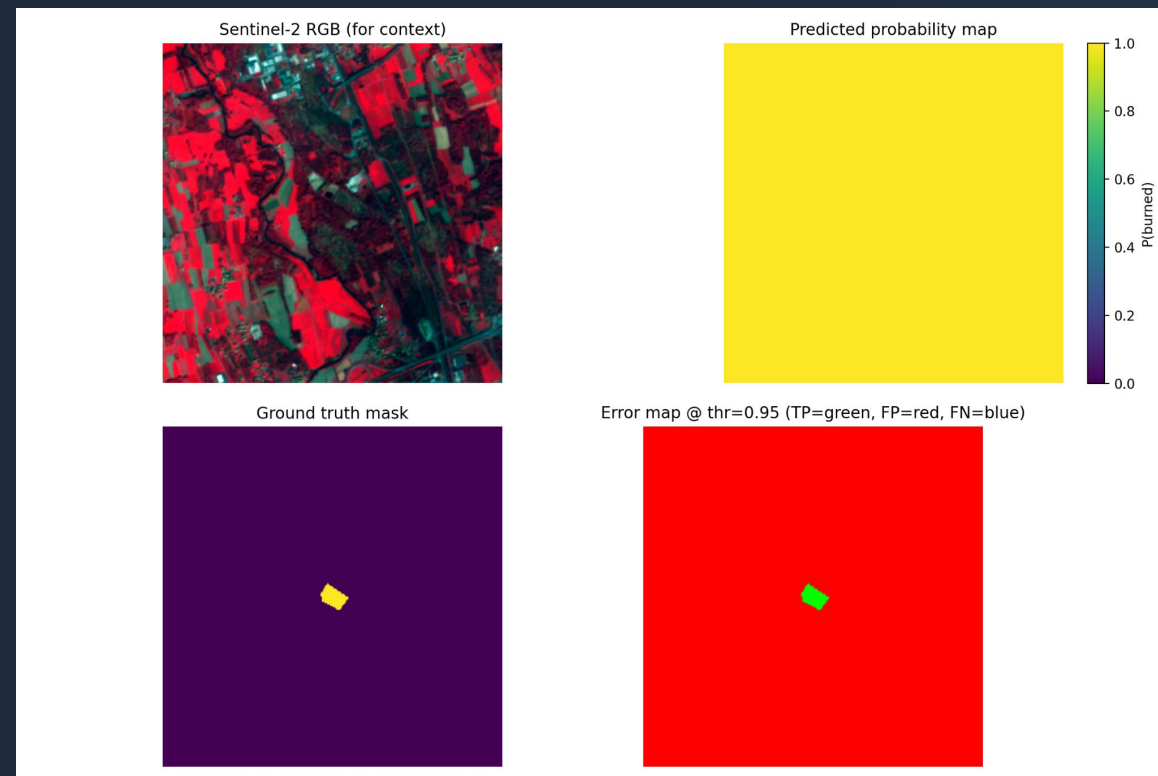 Sentinel-2 RGB (for context)
Predicted probability map
1.0
0.8
0.6
0.4
0.2
0.0
P(burned)
Ground truth mask
Error map @ thr=0.95 (TP=green, FP=red, FN=blue)